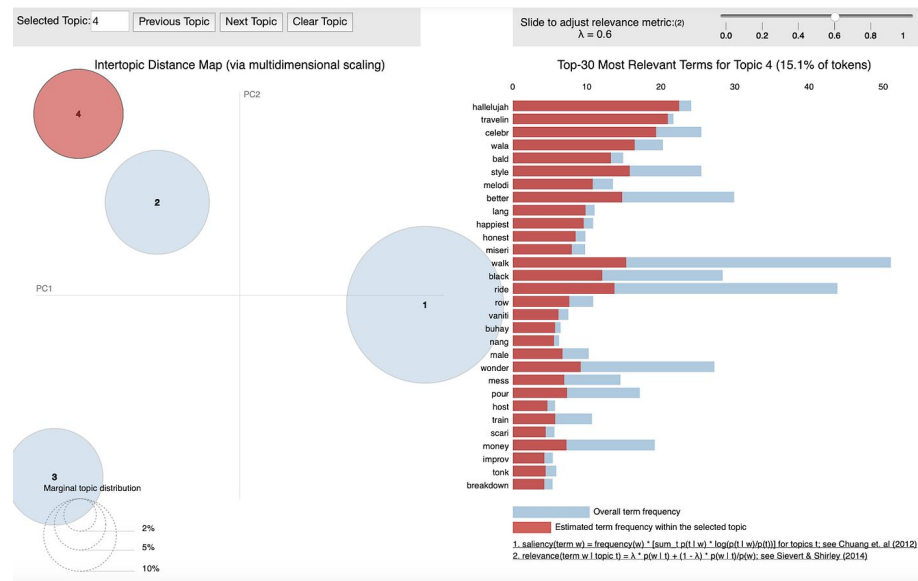 Selected Topic: 4 Previous Topic Next Topic Clear Topic
Slide to adjust relevance metric:(2)
λ = 0.6
0.0 0.2 0.4 0.6 0.8 1
Intertopic Distance Map (via multidimensional scaling)
PC2
PC1
4
2
1
3
Marginal topic distribution
2%
5%
10%
Top-30 Most Relevant Terms for Topic 4 (15.1% of tokens)
0 10 20 30 40 50
hallelujah
travelin
celebr
wala
bald
style
melodi
better
lang
happiest
honest
miseri
walk
black
ride
row
vaniti
buhay
nang
male
wonder
mess
pour
host
train
scari
money
improv
tonk
breakdown
Overall term frequency
Estimated term frequency within the selected topic
1. saliency(term w) = frequency(w) * [sum_t p(t | w) * log(p(t | w)/p(t))] for topics t; see Chuang et. al (2012)
2. relevance(term w | topic t) = λ * p(w | t) + (1 - λ) * p(w | t)/p(w); see Sievert & Shirley (2014)